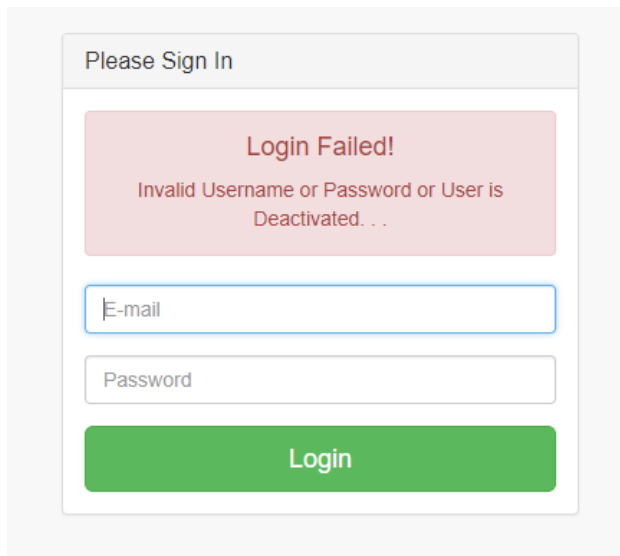 Please Sign In
Login Failed!
Invalid Username or Password or User is
Deactivated. . .
E-mail
Password
Login